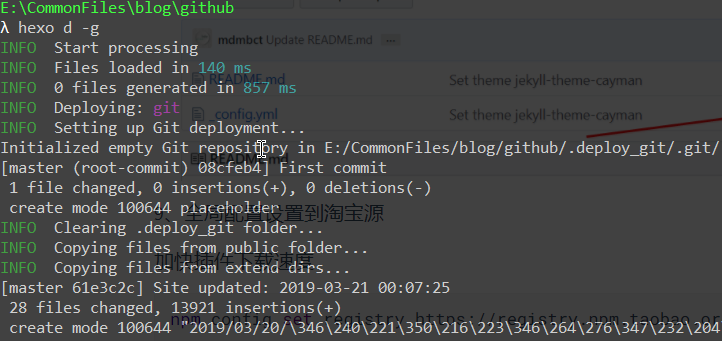 E:\CommonFiles\blog\github
λ hexo d -g
mdmbct Update README.md
INFO  Start processing
INFO  Files loaded in 140 ms
README.md Set theme jekyll-theme-cayman
INFO  0 files generated in 857 ms
INFO  Deploying: git
_config.yml Set theme jekyll-theme-cayman
INFO  Setting up Git deployment...
Initialized empty Git repository in E:/CommonFiles/blog/github/.deploy_git/.git/
README.md
[master (root-commit) 08cfeb4] First commit
 1 file changed, 0 insertions(+), 0 deletions(-)
 create mode 100644 placeholder
全局配置设置到淘宝源
INFO  Clearing .deploy_git folder...
INFO  Copying files from public folder...
加快插件下载速度
INFO  Copying files from extend dirs...
[master 61e3c2c] Site updated: 2019-03-21 00:07:25
 28 files changed, 13921 insertions(+)
npm config set registry https://registry.npm.taobao.or
 create mode 100644 "2019/03/20/\346\240\221\350\216\223\346\264\276\347\232\204